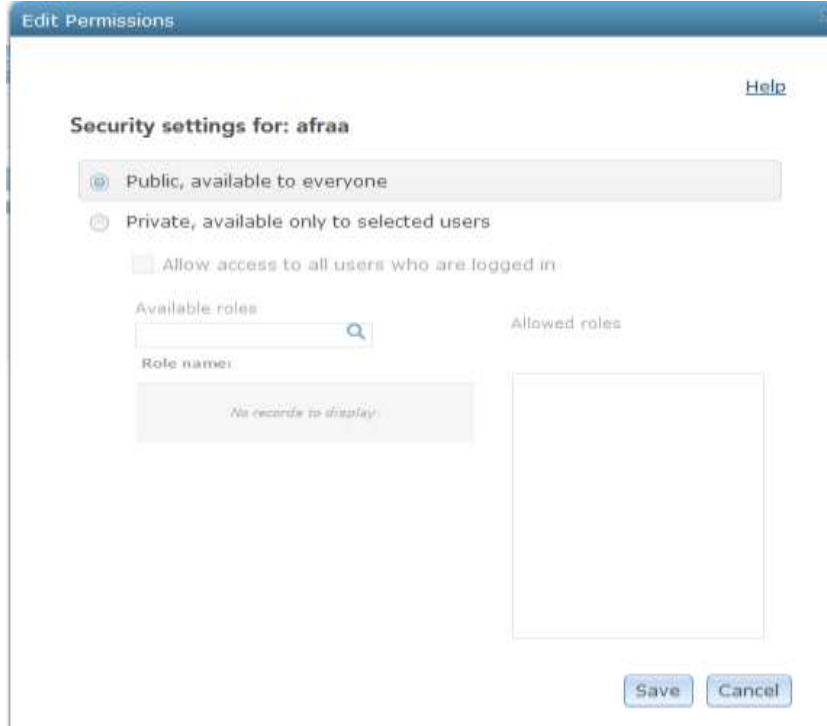 Edit Permissions
Help
Security settings for: afraa
Public, available to everyone
Private, available only to selected users
Allow access to all users who are logged in
Available roles
Allowed roles
Role name:
No records to display.
Save
Cancel